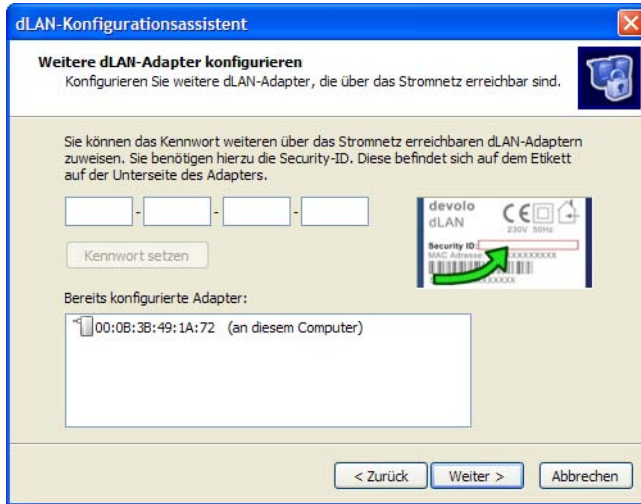 dLAN-Konfigurationsassistent
Weitere dLAN-Adapter konfigurieren
Konfigurieren Sie weitere dLAN-Adapter, die über das Stromnetz erreichbar sind.
Sie können das Kennwort weiteren über das Stromnetz erreichbaren dLAN-Adaptern
zuweisen. Sie benötigen hierzu die Security-ID. Diese befindet sich auf dem Etikett
auf der Unterseite des Adapters.
- - -
devolo
dLAN
CE
230V 50Hz
Security ID:
MAC Adresse
Kennwort setzen
Bereits konfigurierte Adapter:
00:0B:3B:49:1A:72 (an diesem Computer)
< Zurück Weiter > Abbrechen